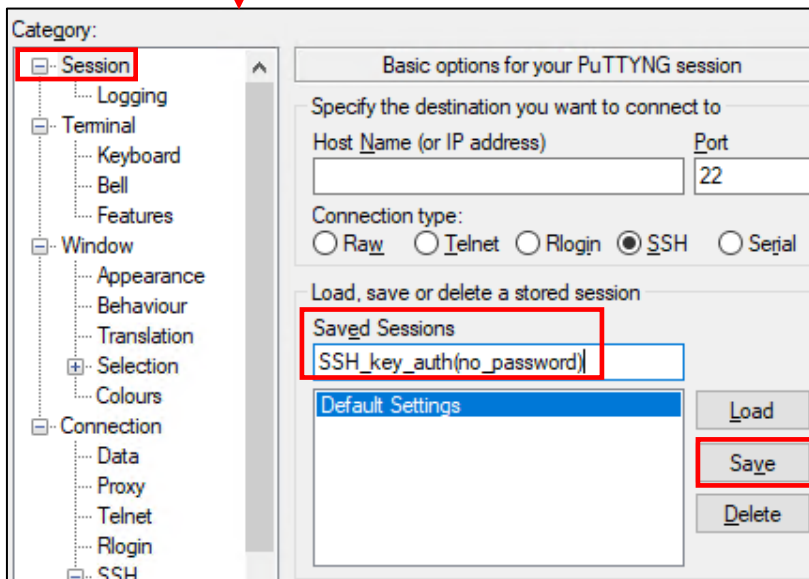 Category:
Session
Logging
Terminal
Keyboard
Bell
Features
Window
Appearance
Behaviour
Translation
Selection
Colours
Connection
Data
Proxy
Telnet
Rlogin
SSH
Basic options for your PuTTYNG session
Specify the destination you want to connect to
Host Name (or IP address) Port
22
Connection type:
Raw Telnet Rlogin SSH Serial
Load, save or delete a stored session
Saved Sessions
SSH_key_auth(no_password)
Default Settings
Load
Save
Delete